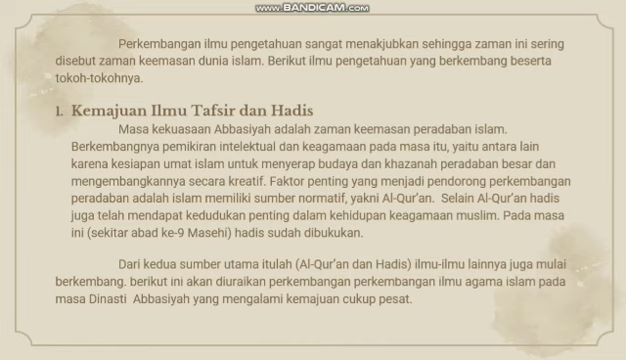 www.BANDICAM.com
Perkembangan ilmu pengetahuan sangat menakjubkan sehingga zaman ini sering
disebut zaman keemasan dunia islam. Berikut ilmu pengetahuan yang berkembang beserta
tokoh-tokohnya.
1. Kemajuan Ilmu Tafsir dan Hadis
Masa kekuasaan Abbasiyah adalah zaman keemasan peradaban islam.
Berkembangnya pemikiran intelektual dan keagamaan pada masa itu, yaitu antara lain
karena kesiapan umat islam untuk menyerap budaya dan khazanah peradaban besar dan
mengembangkannya secara kreatif. Faktor penting yang menjadi pendorong perkembangan
peradaban adalah islam memiliki sumber normatif, yakni Al-Qur’an. Selain Al-Qur’an hadis
juga telah mendapat kedudukan penting dalam kehidupan keagamaan muslim. Pada masa
ini (sekitar abad ke-9 Masehi) hadis sudah dibukukan.
Dari kedua sumber utama itulah (Al-Qur’an dan Hadis) ilmu-ilmu lainnya juga mulai
berkembang. berikut ini akan diuraikan perkembangan perkembangan ilmu agama islam pada
masa Dinasti Abbasiyah yang mengalami kemajuan cukup pesat.